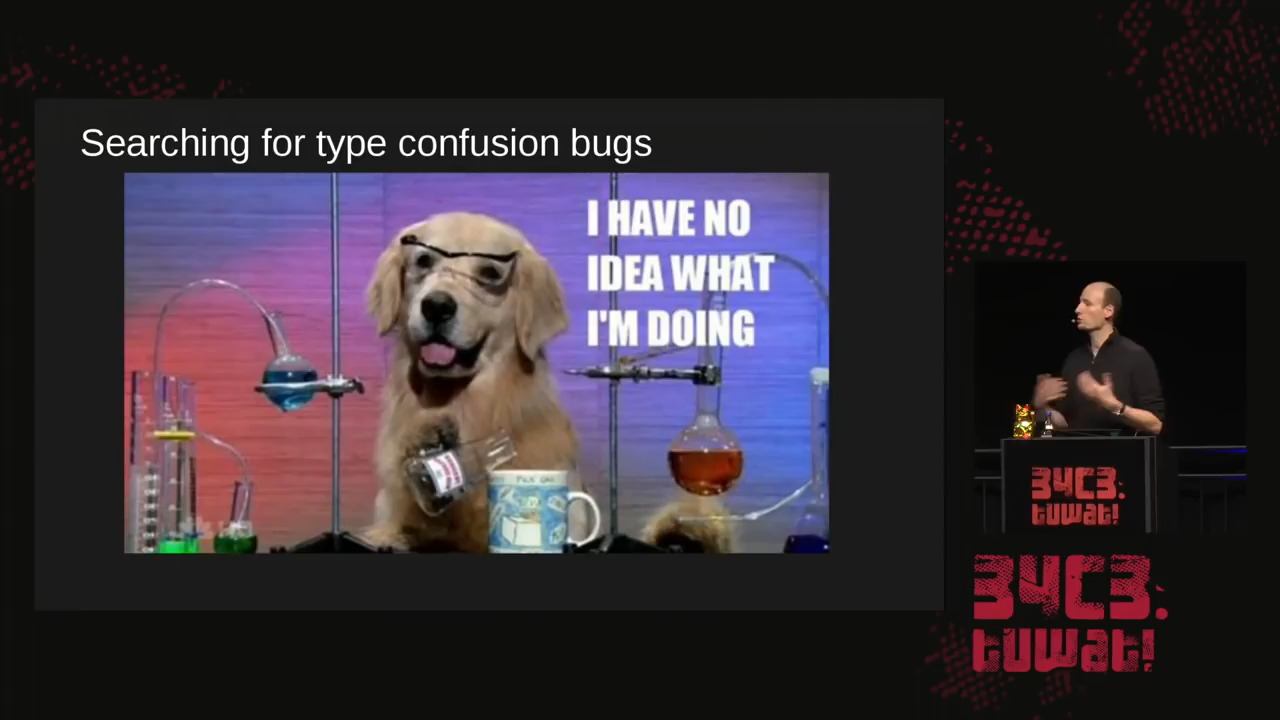 Searching for type confusion bugs
I HAVE NO
IDEA WHAT
I'M DOING
34C3.
tuwat!
34C3.
tuwat!